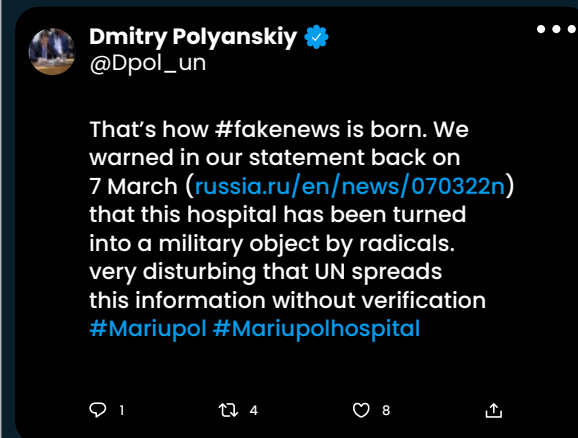 Dmitry Polyanskiy
@Dpol_un
That's how #fakenews is born. We
warned in our statement back on
7 March (russia.ru/en/news/070322n)
that this hospital has been turned
into a military object by radicals.
very disturbing that UN spreads
this information without verification
#Mariupol #Mariupolhospital
1 4 8